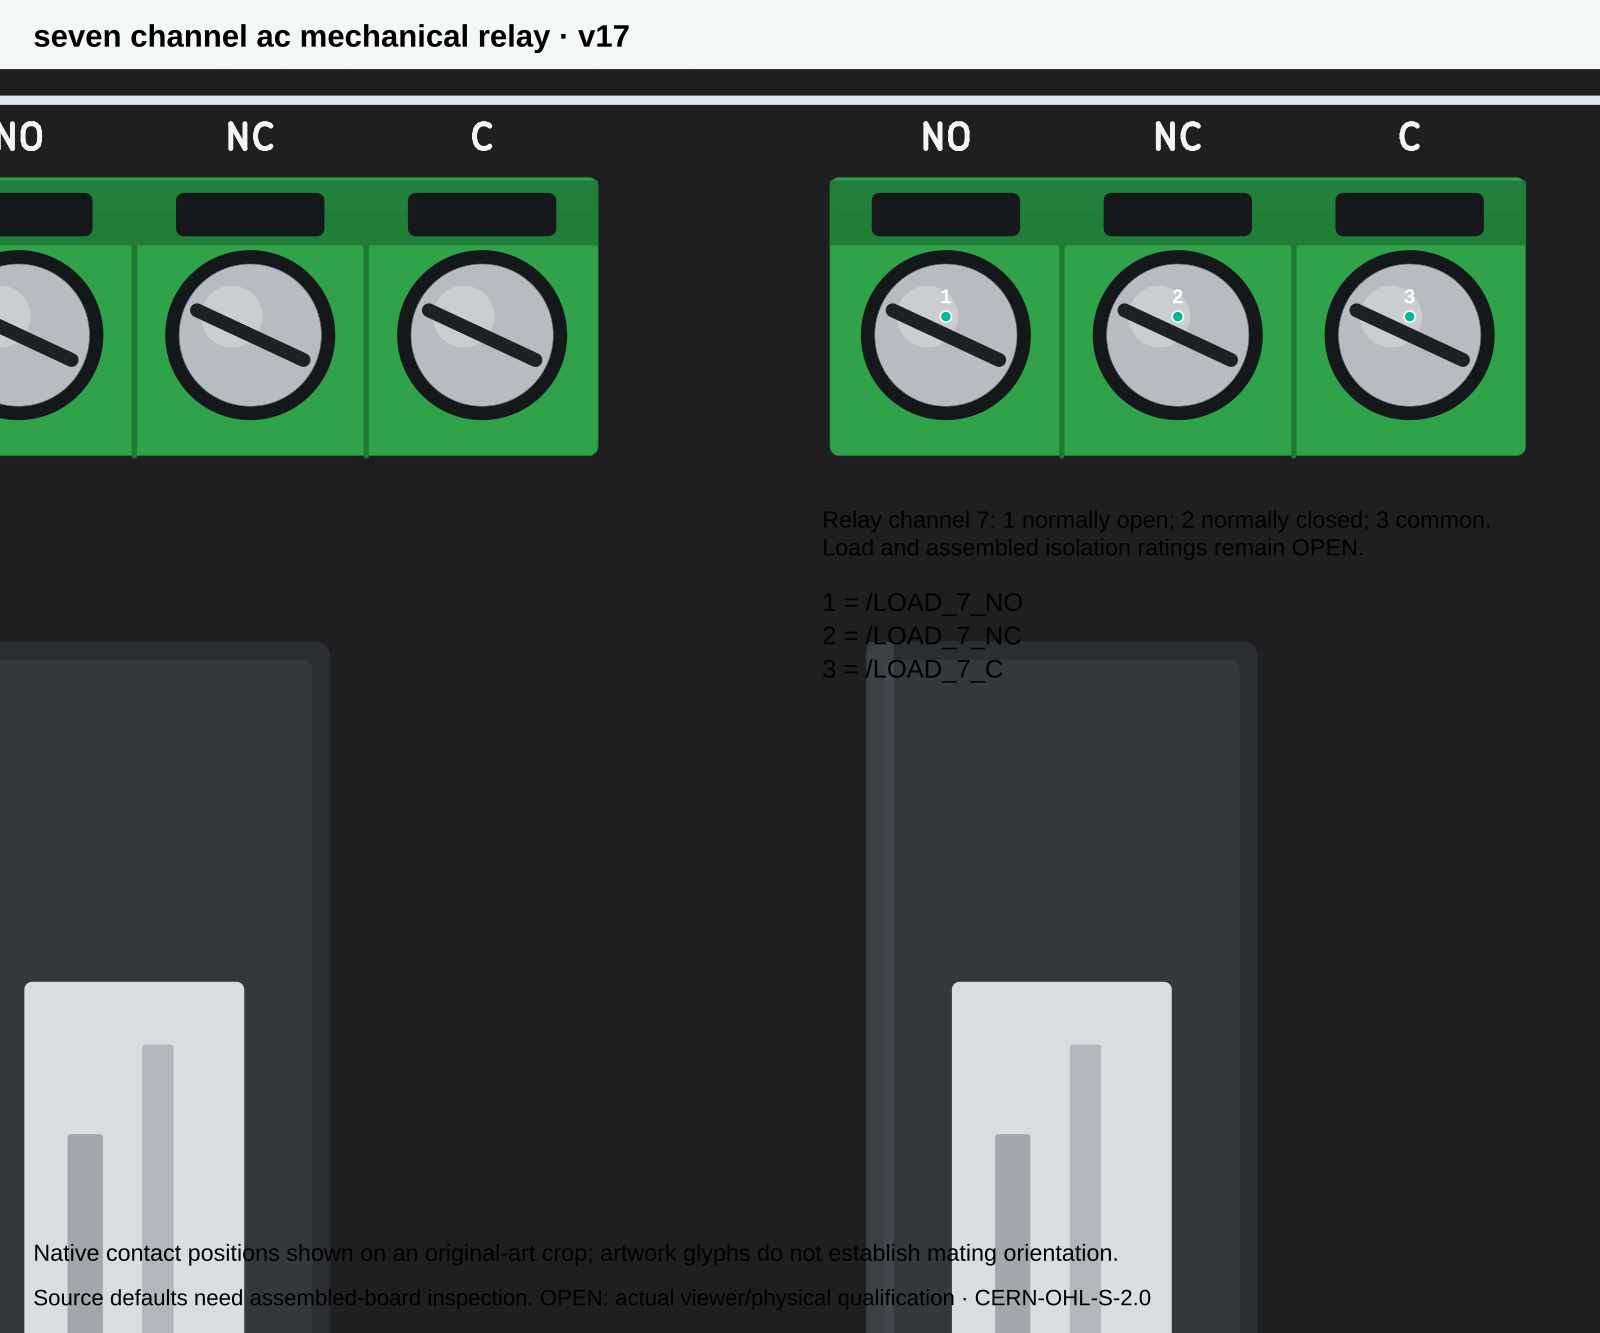 seven channel ac mechanical relay · v17
NO NC C NO NC C
1 2 3
Relay channel 7: 1 normally open; 2 normally closed; 3 common.
Load and assembled isolation ratings remain OPEN.
1 = /LOAD_7_NO
2 = /LOAD_7_NC
3 = /LOAD_7_C
Native contact positions shown on an original-art crop; artwork glyphs do not establish mating orientation.
Source defaults need assembled-board inspection. OPEN: actual viewer/physical qualification · CERN-OHL-S-2.0